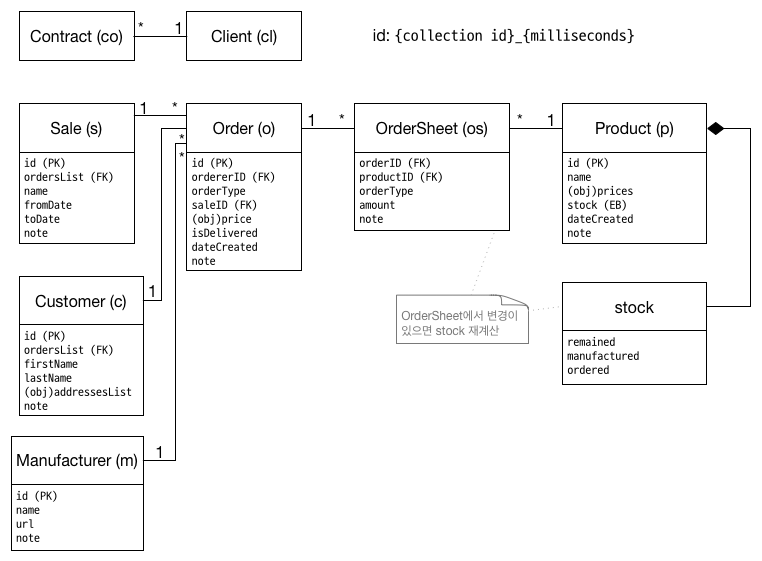 Contract (co)
*
1
Client (cl)
id: {collection id}_{milliseconds}
Sale (s)
id (PK)
ordersList (FK)
name
fromDate
toDate
note
1
*
*
*
Order (o)
id (PK)
ordererID (FK)
orderType
saleID (FK)
(obj)price
isDelivered
dateCreated
note
1
*
OrderSheet (os)
orderID (FK)
productID (FK)
orderType
amount
note
*
1
Product (p)
id (PK)
name
(obj)prices
stock (EB)
dateCreated
note
Customer (c)
1
id (PK)
ordersList (FK)
firstName
lastName
(obj)addressesList
note
OrderSheet에서 변경이
있으면 stock 재계산
stock
remained
manufactured
ordered
Manufacturer (m)
1
id (PK)
name
url
note